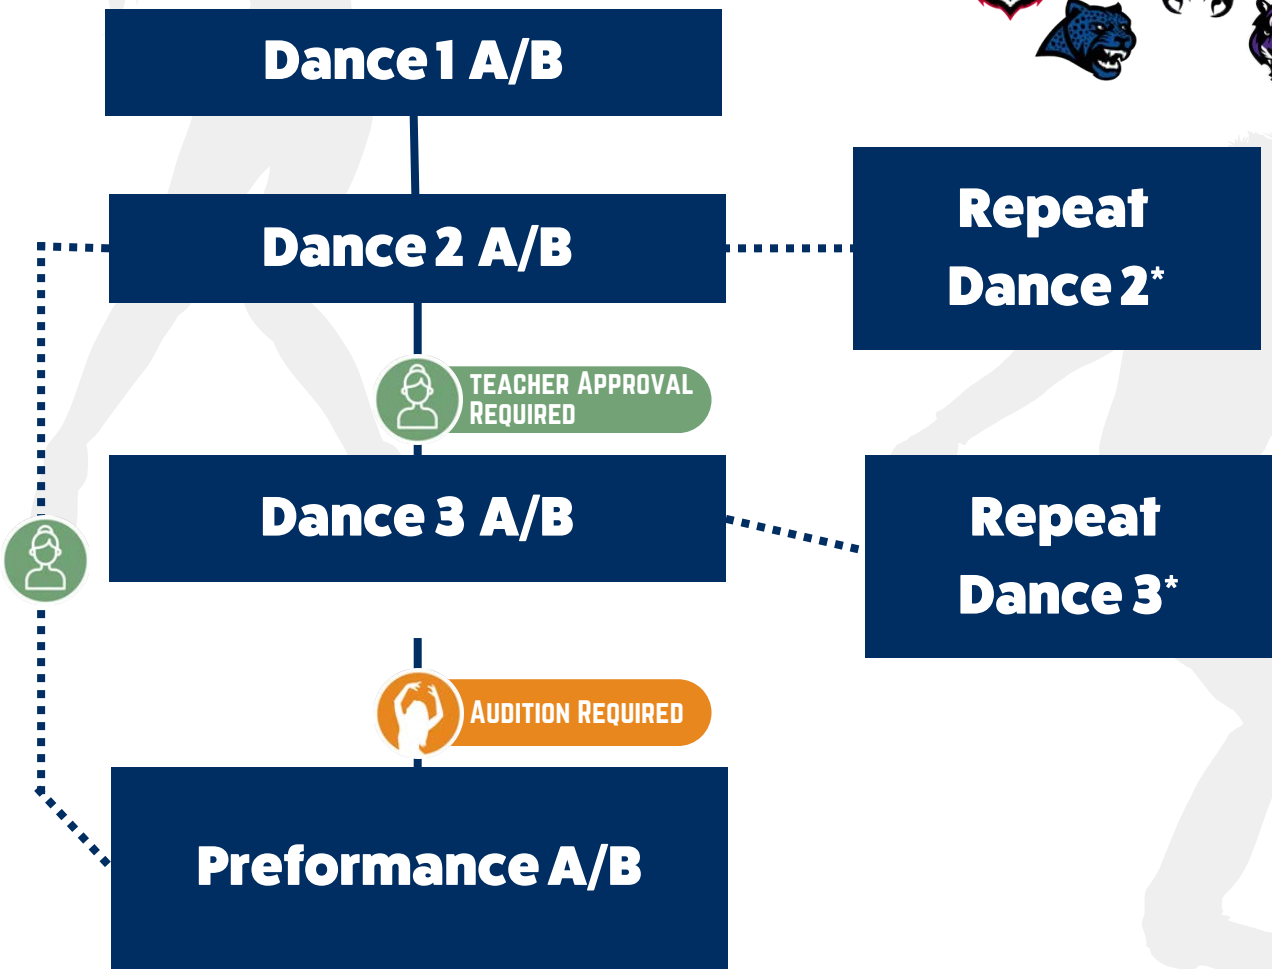 Dance 1 A/B
Dance 2 A/B
Repeat
Dance 2*
TEACHER APPROVAL
REQUIRED
Dance 3 A/B
Repeat
Dance 3*
AUDITION REQUIRED
Preformance A/B